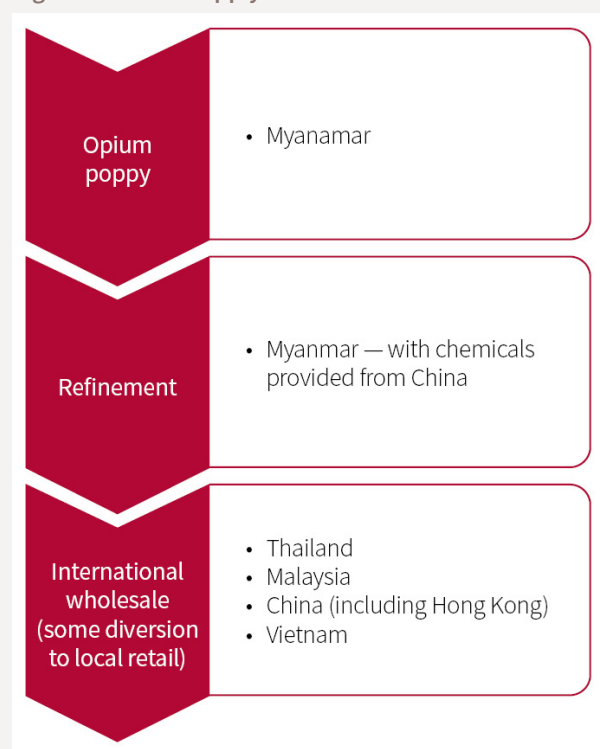 Opium
poppy
• Myanamar
Refinement
• Myanmar — with chemicals
provided from China
International
wholesale
(some diversion
to local retail)
• Thailand
• Malaysia
• China (including Hong Kong)
• Vietnam